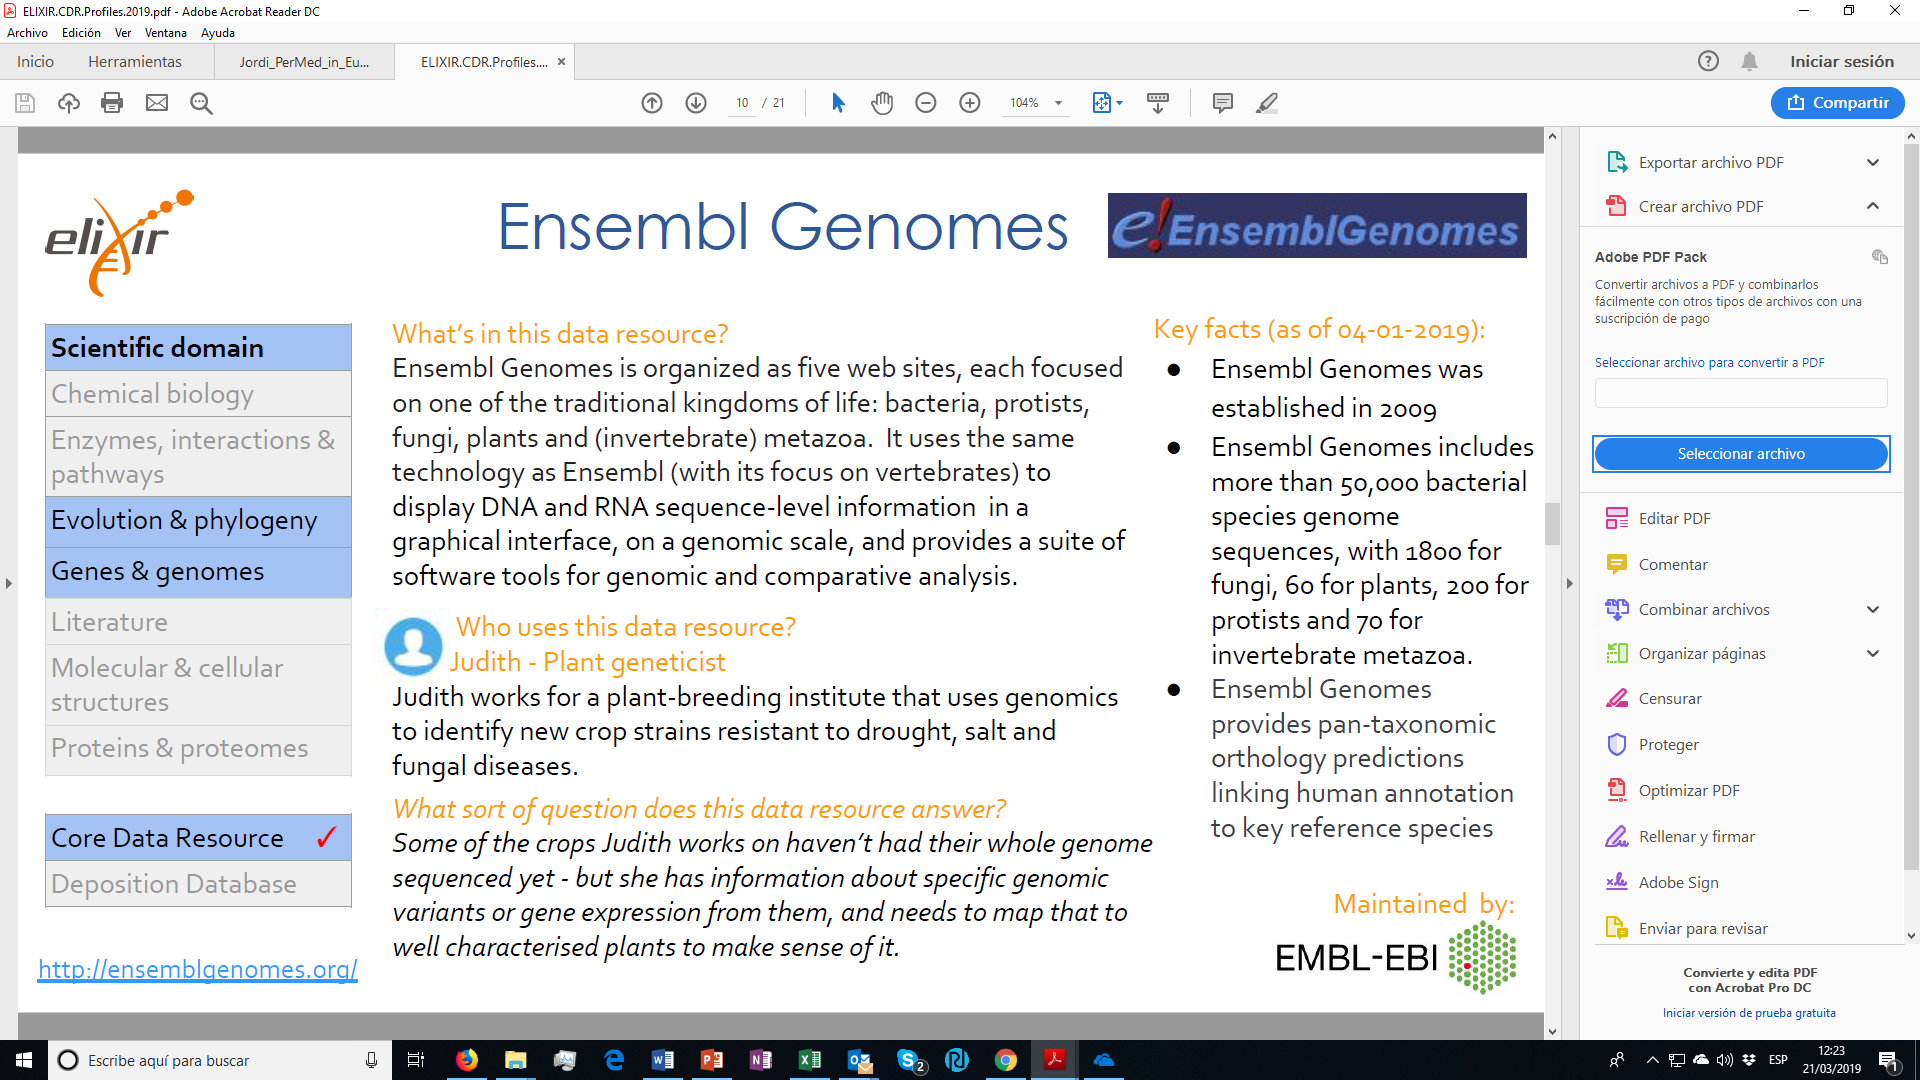 ELIXIR.CDR.Profiles.2019.pdf - Adobe Acrobat Reader DC
Archivo Edición Ver Ventana Ayuda
Inicio Herramientas Jordi_PerMed_in_Eu... ELIXIR.CDR.Profiles.... × Iniciar sesión
10 / 21 104% Compartir
elixir
Ensembl Genomes
e!EnsemblGenomes
Scientific domain
Chemical biology
Enzymes, interactions &
pathways
Evolution & phylogeny
Genes & genomes
Literature
Molecular & cellular
structures
Proteins & proteomes
Core Data Resource ✓
Deposition Database
http://ensemblgenomes.org/
What's in this data resource?
Ensembl Genomes is organized as five web sites, each focused
on one of the traditional kingdoms of life: bacteria, protists,
fungi, plants and (invertebrate) metazoa. It uses the same
technology as Ensembl (with its focus on vertebrates) to
display DNA and RNA sequence-level information in a
graphical interface, on a genomic scale, and provides a suite of
software tools for genomic and comparative analysis.
Who uses this data resource?
Judith - Plant geneticist
Judith works for a plant-breeding institute that uses genomics
to identify new crop strains resistant to drought, salt and
fungal diseases.
What sort of question does this data resource answer?
Some of the crops Judith works on haven't had their whole genome
sequenced yet - but she has information about specific genomic
variants or gene expression from them, and needs to map that to
well characterised plants to make sense of it.
Key facts (as of 04-01-2019):
● Ensembl Genomes was
established in 2009
● Ensembl Genomes includes
more than 50,000 bacterial
species genome
sequences, with 1800 for
fungi, 60 for plants, 200 for
protists and 70 for
invertebrate metazoa.
● Ensembl Genomes
provides pan-taxonomic
orthology predictions
linking human annotation
to key reference species
Maintained by:
EMBL-EBI
Exportar archivo PDF
Crear archivo PDF
Adobe PDF Pack
Convertir archivos a PDF y combinarlos
fácilmente con otros tipos de archivos con una
suscripción de pago
Seleccionar archivo para convertir a PDF
Seleccionar archivo
Editar PDF
Comentar
Combinar archivos
Organizar páginas
Censurar
Proteger
Optimizar PDF
Rellenar y firmar
Adobe Sign
Enviar para revisar
Convierte y edita PDF
con Acrobat Pro DC
Iniciar versión de prueba gratuita
Escribe aquí para buscar
2
ESP
12:23
21/03/2019
1